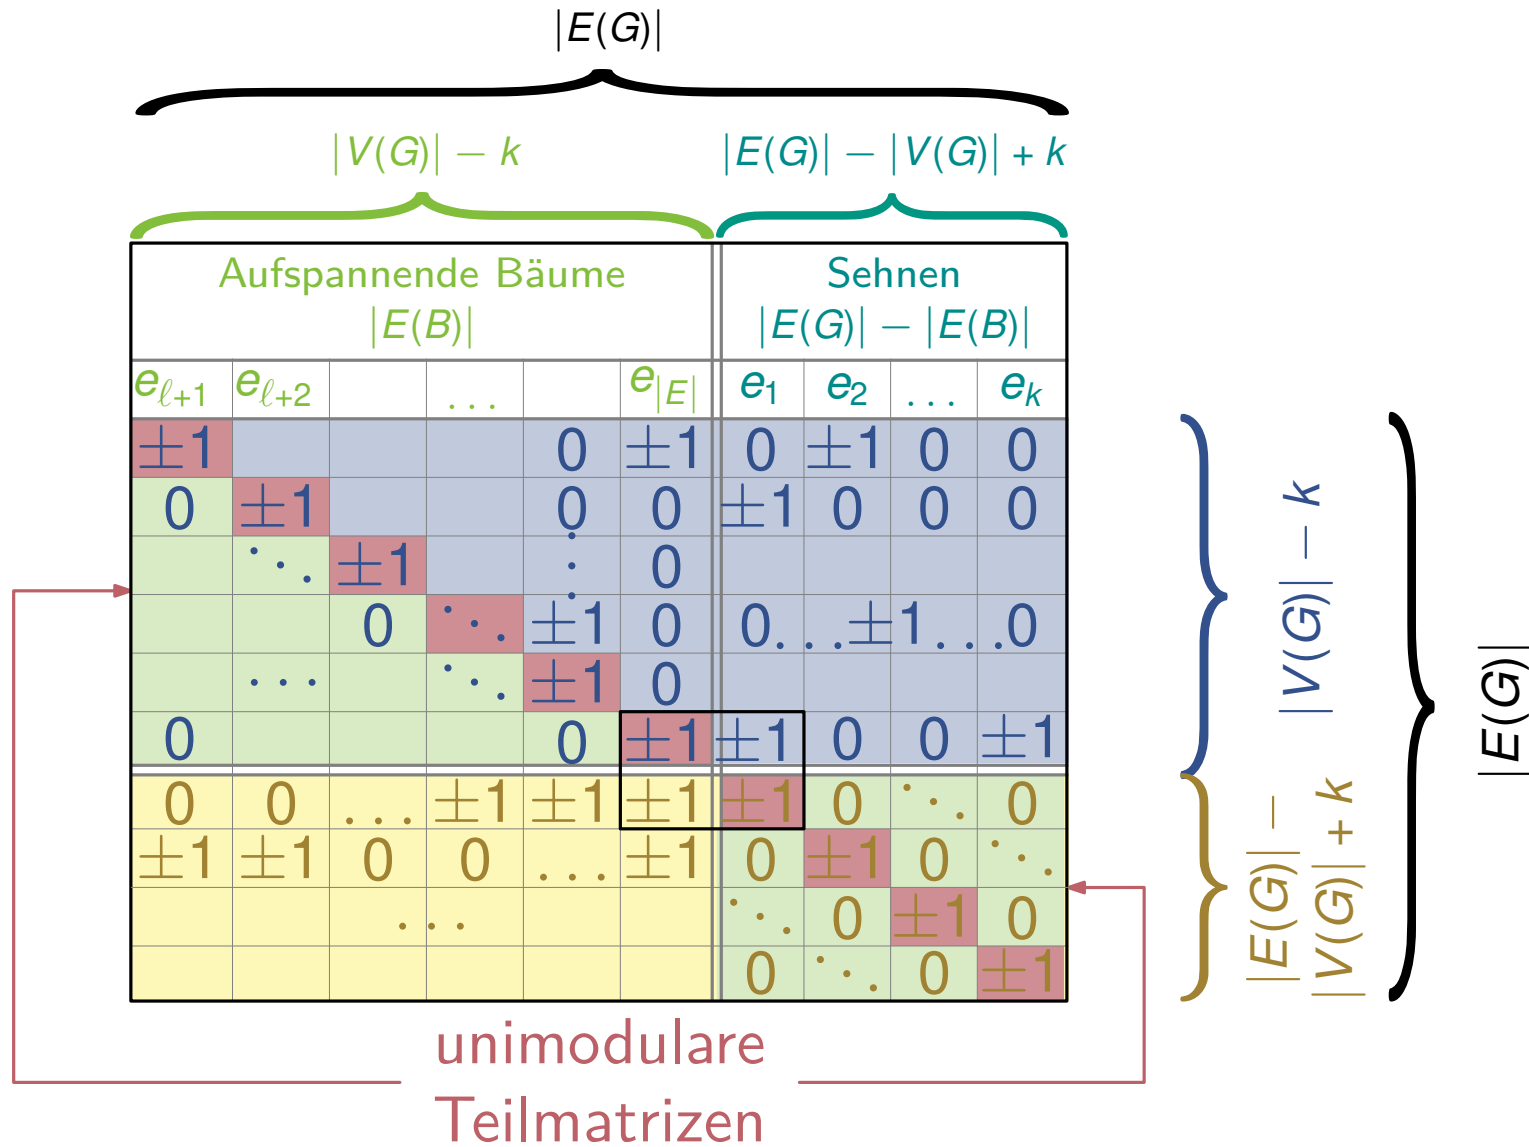 |E(G)|
|V(G)| − k |E(G)| − |V(G)| + k
Aufspannende Bäume Sehnen
|E(B)| |E(G)| − |E(B)|
e_{ℓ+1} e_{ℓ+2} ... e_{|E|} e_1 e_2 ... e_k
±1 0 ±1 0 ±1 0 0
0 ±1 0 0 ±1 0 0 0
⋱ ±1 ⋮ 0
0 ⋱ ±1 0 0...±1...0
... ⋱ ±1 0
0 0 ±1 ±1 0 0 ±1
0 0 ... ±1 ±1 ±1 ±1 0 ⋱ 0
±1 ±1 0 0 ... ±1 0 ±1 0 ⋱
... ⋱ 0 ±1 0
0 ⋱ 0 ±1
|V(G)| − k
|E(G)| −
|V(G)| + k
|E(G)|
unimodulare
Teilmatrizen